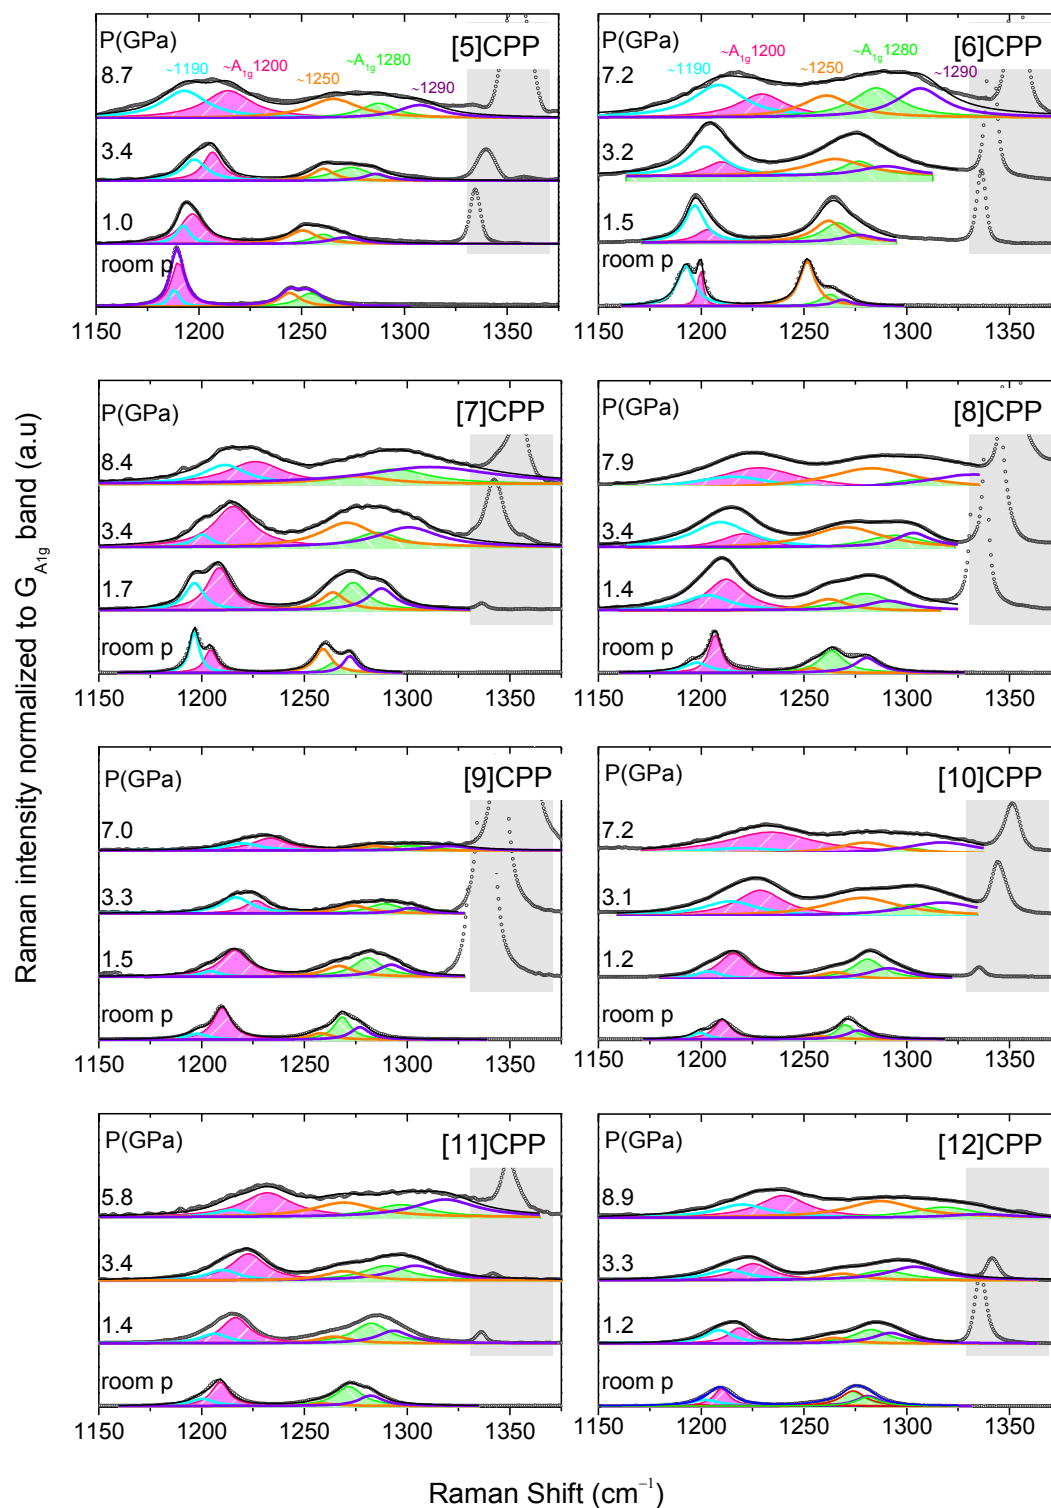 P(GPa) [5]CPP
~1190 ~A1g1200 ~1250 ~A1g1280 ~1290
8.7
3.4
1.0
room p
1150 1200 1250 1300 1350
P(GPa) [6]CPP
~1190 ~A1g1200 ~1250 ~A1g1280 ~1290
7.2
3.2
1.5
room p
1150 1200 1250 1300 1350
P(GPa) [7]CPP
8.4
3.4
1.7
room p
1150 1200 1250 1300 1350
P(GPa) [8]CPP
7.9
3.4
1.4
room p
1150 1200 1250 1300 1350
P(GPa) [9]CPP
7.0
3.3
1.5
room p
1150 1200 1250 1300 1350
P(GPa) [10]CPP
7.2
3.1
1.2
room p
1150 1200 1250 1300 1350
P(GPa) [11]CPP
5.8
3.4
1.4
room p
1150 1200 1250 1300 1350
P(GPa) [12]CPP
8.9
3.3
1.2
room p
1150 1200 1250 1300 1350
Raman intensity normalized to GA1g band (a.u)
Raman Shift (cm⁻¹)